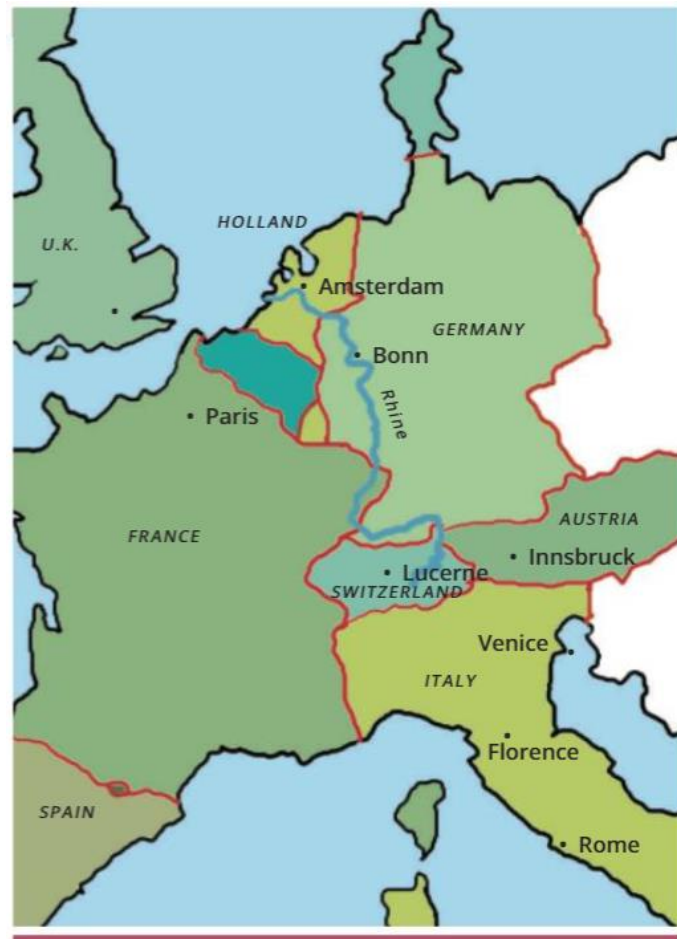 HOLLAND
U.K.
Amsterdam
GERMANY
Bonn
Rhine
Paris
FRANCE
AUSTRIA
Innsbruck
Lucerne
SWITZERLAND
Venice
ITALY
Florence
SPAIN
Rome